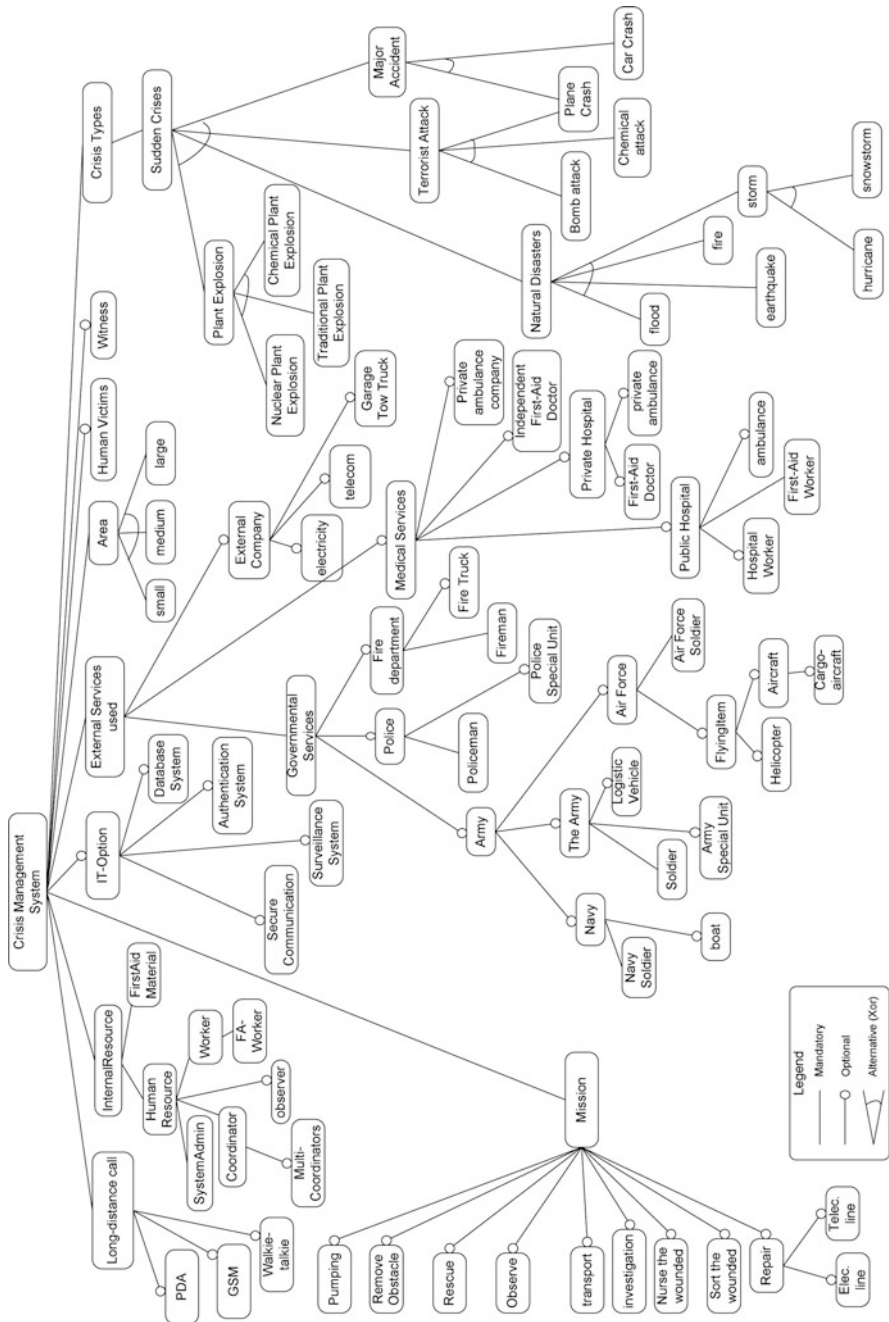 Crisis Management
System
Long-distance call
PDA
GSM
Walkie-
talkie
InternalResource
FirstAid
Material
Human
Resource
SystemAdmin
Coordinator
Multi-
Coordinators
observer
Worker
FA-
Worker
IT-Option
Secure
Communication
Surveillance
System
Authentication
System
Database
System
External Services
used
Governmental
Services
Army
Navy
Navy
Soldier
boat
The Army
Soldier
Army
Special Unit
Logistic
Vehicle
Air Force
FlyingItem
Helicopter
Aircraft
Cargo-
aircraft
Air Force
Soldier
Police
Policeman
Police
Special Unit
Fire
department
Fireman
Fire Truck
Medical Services
Public Hospital
Hospital
Worker
First-Aid
Worker
ambulance
Private Hospital
First-Aid
Doctor
private
ambulance
Independent
First-Aid
Doctor
Private
ambulance
company
External
Company
electricity
telecom
Garage
Tow Truck
Area
small
medium
large
Human Victims
Witness
Crisis Types
Sudden Crises
Plant Explosion
Nuclear Plant
Explosion
Traditional Plant
Explosion
Chemical Plant
Explosion
Natural Disasters
flood
earthquake
fire
storm
hurricane
snowstorm
Terrorist Attack
Bomb attack
Chemical
attack
Plane
Crash
Major
Accident
Car Crash
Mission
Pumping
Remove
Obstacle
Rescue
Observe
transport
investigation
Nurse the
wounded
Sort the
wounded
Repair
Elec.
line
Telec.
line
Legend
Mandatory
Optional
Alternative (Xor)